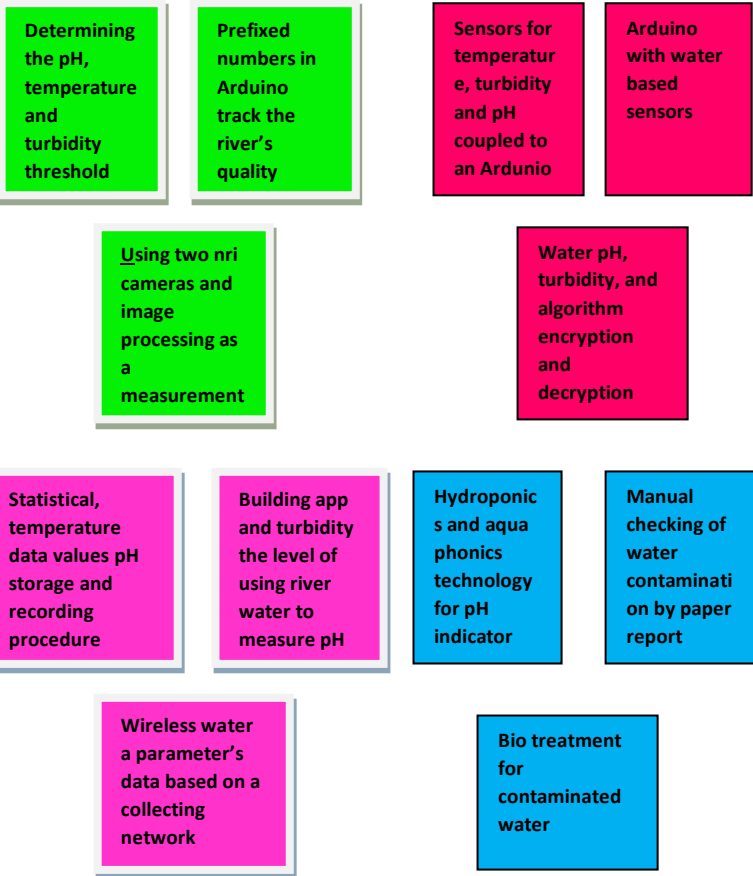 Determining
the pH,
temperature
and
turbidity
threshold
Prefixed
numbers in
Arduino
track the
river's
quality
Sensors for
temperatur
e, turbidity
and pH
coupled to
an Ardunio
Arduino
with water
based
sensors
Using two nri
cameras and
image
processing as
a
measurement
Water pH,
turbidity, and
algorithm
encryption
and
decryption
Statistical,
temperature
data values pH
storage and
recording
procedure
Building app
and turbidity
the level of
using river
water to
measure pH
Hydroponic
s and aqua
phonics
technology
for pH
indicator
Manual
checking of
water
contaminati
on by paper
report
Wireless water
a parameter's
data based on a
collecting
network
Bio treatment
for
contaminated
water